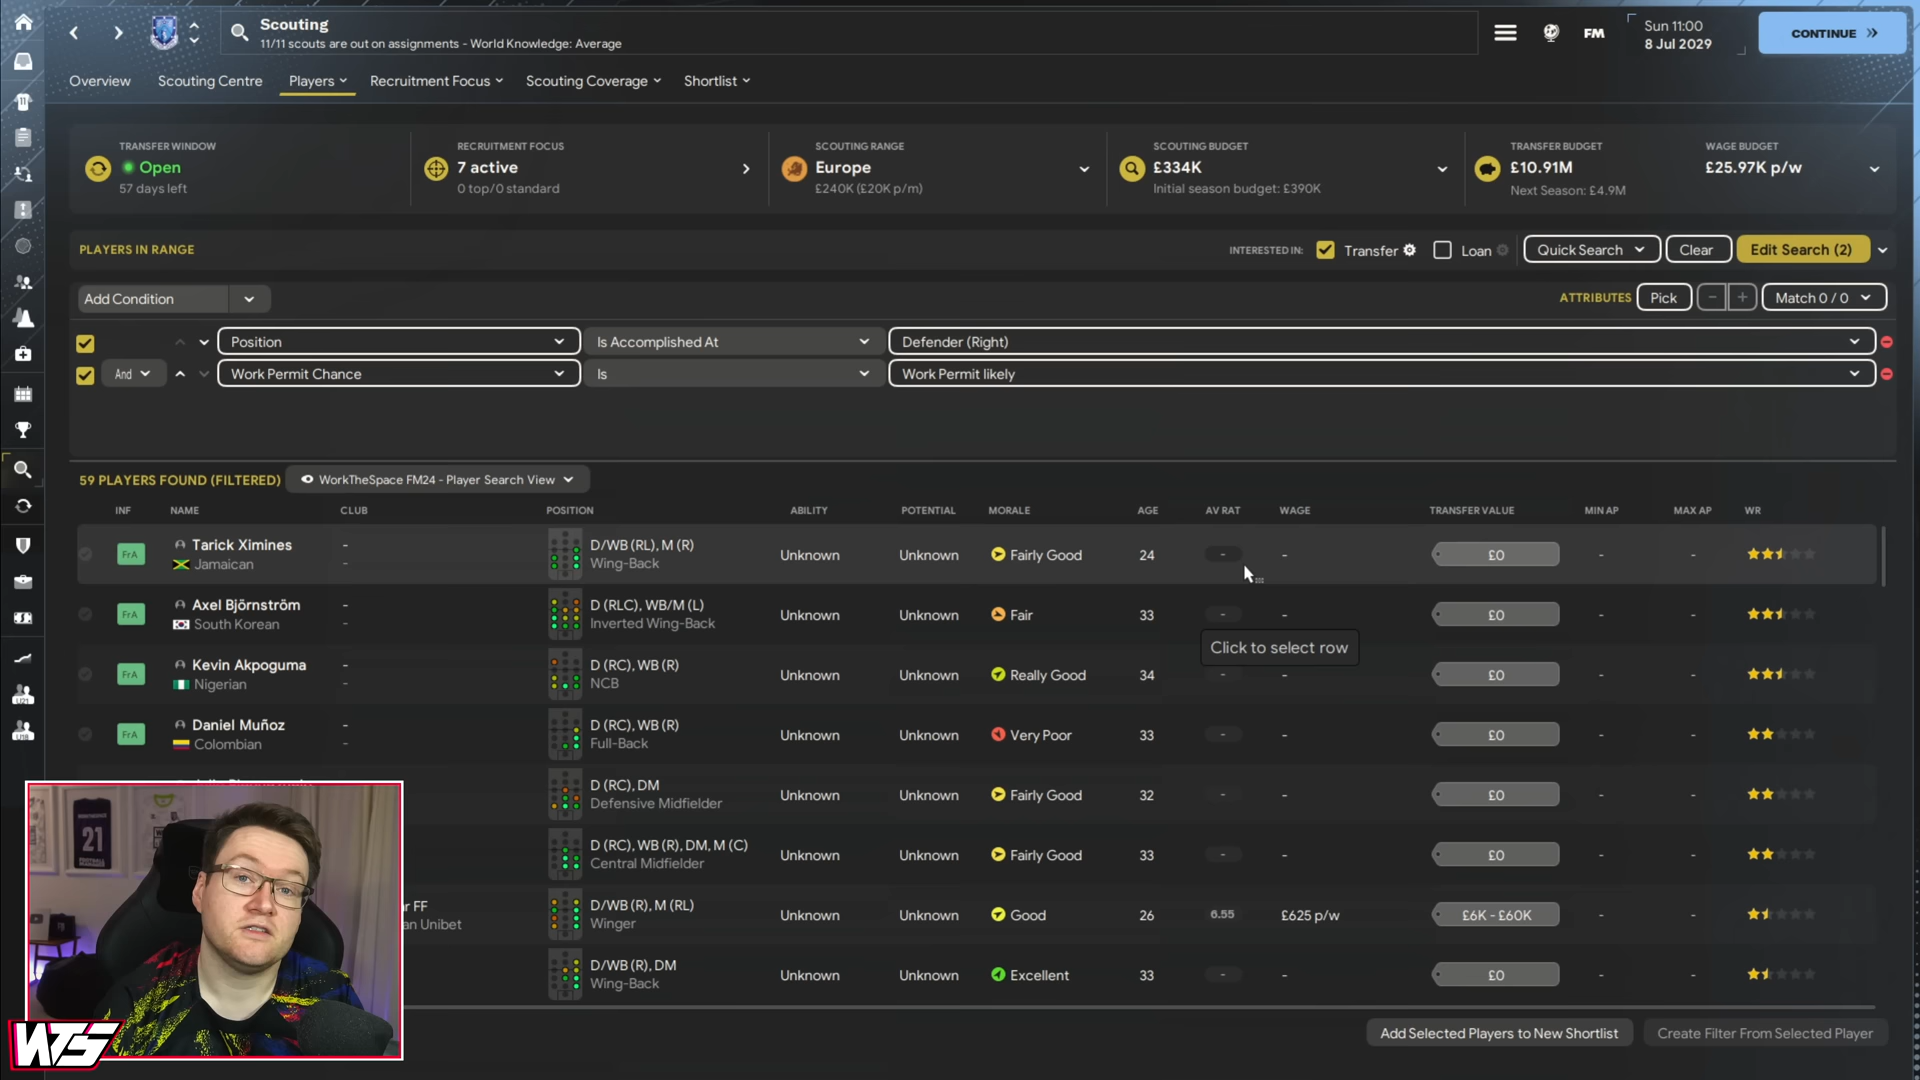 Scouting
11/11 scouts are out on assignments - World Knowledge: Average
FM
Sun 11:00
8 Jul 2029
CONTINUE
Overview
Scouting Centre
Players
Recruitment Focus
Scouting Coverage
Shortlist
TRANSFER WINDOW
Open
57 days left
RECRUITMENT FOCUS
7 active
0 top/0 standard
SCOUTING RANGE
Europe
£240K (£20K p/m)
SCOUTING BUDGET
£334K
Initial season budget: £390K
TRANSFER BUDGET
£10.91M
Next Season: £4.9M
WAGE BUDGET
£25.97K p/w
PLAYERS IN RANGE
INTERESTED IN:
Transfer
Loan
Quick Search
Clear
Edit Search (2)
Add Condition
ATTRIBUTES
Pick
- +
Match 0 / 0
Position
Is Accomplished At
Defender (Right)
And
Work Permit Chance
Is
Work Permit likely
59 PLAYERS FOUND (FILTERED)
WorkTheSpace FM24 - Player Search View
INF NAME CLUB POSITION ABILITY POTENTIAL MORALE AGE AV RAT WAGE TRANSFER VALUE MIN AP MAX AP WR
FrA Tarick Ximines - D/WB (RL), M (R) Unknown Unknown Fairly Good 24 - - £0 - -
Jamaican - Wing-Back
FrA Axel Björnström - D (RLC), WB/M (L) Unknown Unknown Fair 33 - - £0 - -
South Korean - Inverted Wing-Back
Click to select row
FrA Kevin Akpoguma - D (RC), WB (R) Unknown Unknown Really Good 34 - - £0 - -
Nigerian - NCB
FrA Daniel Muñoz - D (RC), WB (R) Unknown Unknown Very Poor 33 - - £0 - -
Colombian - Full-Back
D (RC), DM Unknown Unknown Fairly Good 32 - - £0 - -
Defensive Midfielder
D (RC), WB (R), DM, M (C) Unknown Unknown Fairly Good 33 - - £0 - -
Central Midfielder
r FF D/WB (R), M (RL) Unknown Unknown Good 26 6.55 £625 p/w £6K - £60K - -
an Unibet Winger
D/WB (R), DM Unknown Unknown Excellent 33 - - £0 - -
Wing-Back
21
WTS
Add Selected Players to New Shortlist
Create Filter From Selected Player
U21
U18